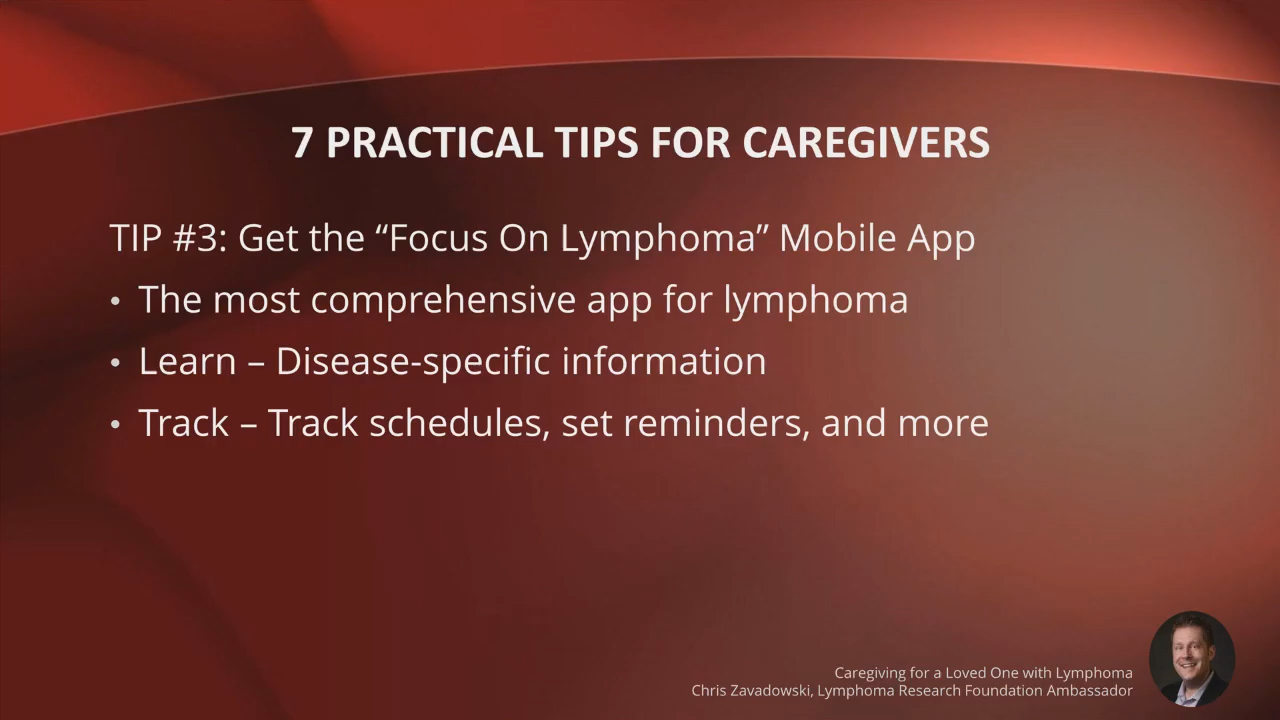 7 PRACTICAL TIPS FOR CAREGIVERS
TIP #3: Get the “Focus On Lymphoma” Mobile App
• The most comprehensive app for lymphoma
• Learn – Disease-specific information
• Track – Track schedules, set reminders, and more
Caregiving for a Loved One with Lymphoma
Chris Zavadowski, Lymphoma Research Foundation Ambassador